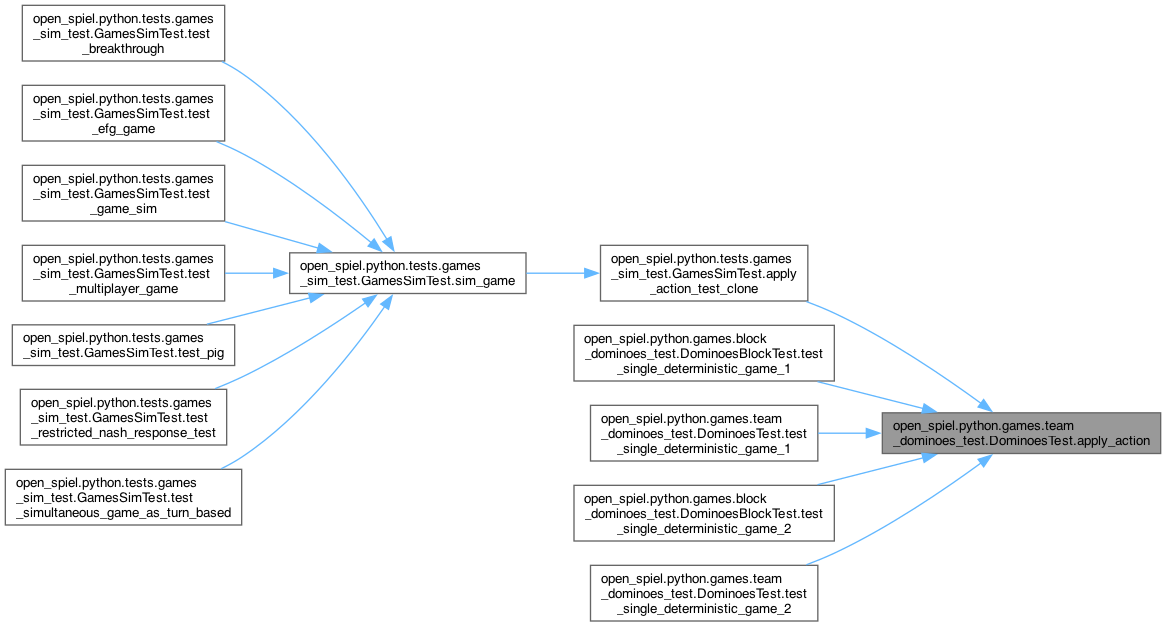 open_spiel.python.tests.games
_sim_test.GamesSimTest.test
_breakthrough
open_spiel.python.tests.games
_sim_test.GamesSimTest.test
_efg_game
open_spiel.python.tests.games
_sim_test.GamesSimTest.test
_game_sim
open_spiel.python.tests.games
_sim_test.GamesSimTest.test
_multiplayer_game
open_spiel.python.tests.games
_sim_test.GamesSimTest.test_pig
open_spiel.python.tests.games
_sim_test.GamesSimTest.test
_restricted_nash_response_test
open_spiel.python.tests.games
_sim_test.GamesSimTest.test
_simultaneous_game_as_turn_based
open_spiel.python.tests.games
_sim_test.GamesSimTest.sim_game
open_spiel.python.tests.games
_sim_test.GamesSimTest.apply
_action_test_clone
open_spiel.python.games.block
_dominoes_test.DominoesBlockTest.test
_single_deterministic_game_1
open_spiel.python.games.team
_dominoes_test.DominoesTest.test
_single_deterministic_game_1
open_spiel.python.games.block
_dominoes_test.DominoesBlockTest.test
_single_deterministic_game_2
open_spiel.python.games.team
_dominoes_test.DominoesTest.test
_single_deterministic_game_2
open_spiel.python.games.team
_dominoes_test.DominoesTest.apply_action